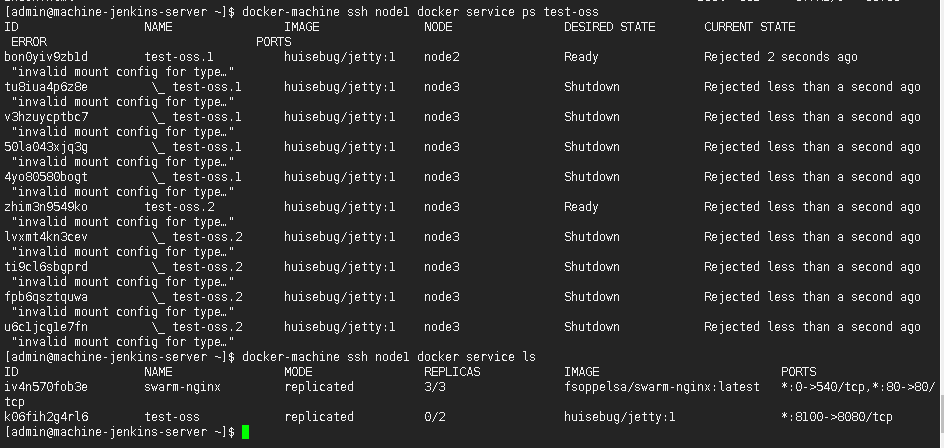 [admin@machine-jenkins-server ~]$ docker-machine ssh node1 docker service ps test-oss
ID NAME IMAGE NODE DESIRED STATE CURRENT STATE
ERROR PORTS
bon0yiv9zbld test-oss.1 huisebug/jetty:1 node2 Ready Rejected 2 seconds ago
"invalid mount config for type…"
tu8iua4p6z8e \_ test-oss.1 huisebug/jetty:1 node3 Shutdown Rejected less than a second ago
"invalid mount config for type…"
v3hzuycptbc7 \_ test-oss.1 huisebug/jetty:1 node3 Shutdown Rejected less than a second ago
"invalid mount config for type…"
50la043xjq3g \_ test-oss.1 huisebug/jetty:1 node3 Shutdown Rejected less than a second ago
"invalid mount config for type…"
4yo80580bogt \_ test-oss.1 huisebug/jetty:1 node3 Shutdown Rejected less than a second ago
"invalid mount config for type…"
zhim3n9549ko test-oss.2 huisebug/jetty:1 node3 Ready Rejected less than a second ago
"invalid mount config for type…"
lvxmt4kn3cev \_ test-oss.2 huisebug/jetty:1 node3 Shutdown Rejected less than a second ago
"invalid mount config for type…"
ti9cl6sbgprd \_ test-oss.2 huisebug/jetty:1 node3 Shutdown Rejected less than a second ago
"invalid mount config for type…"
fpb6qsztquwa \_ test-oss.2 huisebug/jetty:1 node3 Shutdown Rejected less than a second ago
"invalid mount config for type…"
u6c1jcg1e7fn \_ test-oss.2 huisebug/jetty:1 node3 Shutdown Rejected less than a second ago
"invalid mount config for type…"
[admin@machine-jenkins-server ~]$ docker-machine ssh node1 docker service ls
ID NAME MODE REPLICAS IMAGE PORTS
iv4n570fob3e swarm-nginx replicated 3/3 fsoppelsa/swarm-nginx:latest *:0->540/tcp,*:80->80/
tcp
k06fih2g4rl6 test-oss replicated 0/2 huisebug/jetty:1 *:8100->8080/tcp
[admin@machine-jenkins-server ~]$